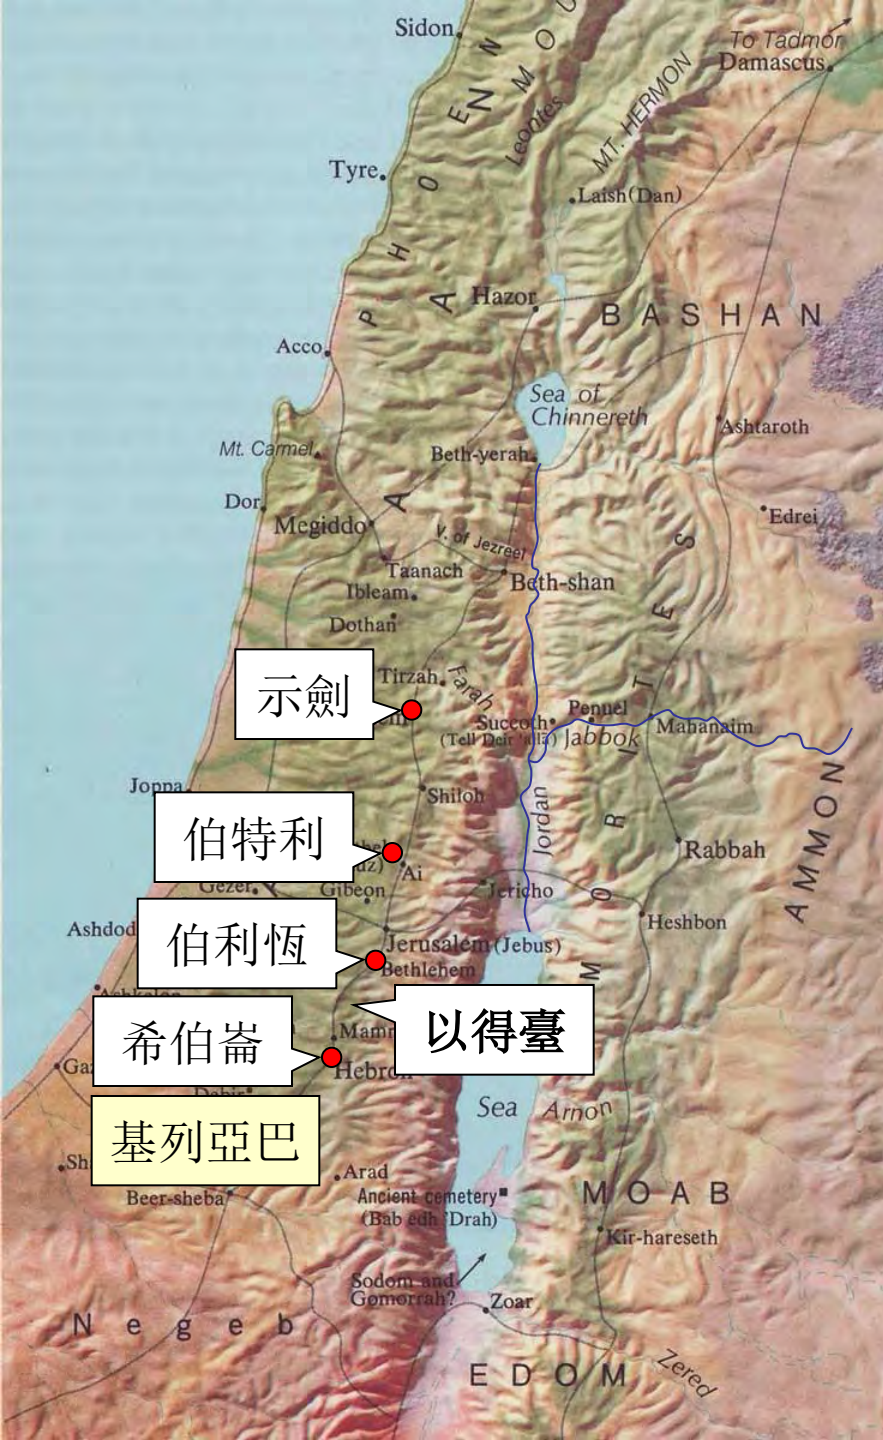 Sidon
To Tadmor
Damascus
MT. HERMON
Leontes
Tyre
Laish(Dan)
Hazor
BASHAN
Acco
Sea of
Chinnereth
Ashtaroth
Mt. Carmel
Beth-yerah
Dor
Megiddo
Edrei
V. of Jezreel
Taanach
Beth-shan
Ibleam
Dothan
Tirzah
Farah
示劍
Penuel
Succoth
(Tell Deir 'alla)
Jabbok
Mahanaim
Joppa
Shiloh
Jordan
AMMON
伯特利
Ai
Rabbah
Gezer
Gibeon
Jericho
Heshbon
Ashdod
伯利恆
Jerusalem (Jebus)
Bethlehem
以得臺
希伯崙
Hebron
Sea
Arnon
基列亞巴
Arad
Beer-sheba
Ancient cemetery
(Bab edh 'Drah)
MOAB
Kir-hareseth
Sodom and
Gomorrah?
Zoar
Negeb
EDOM
Zered